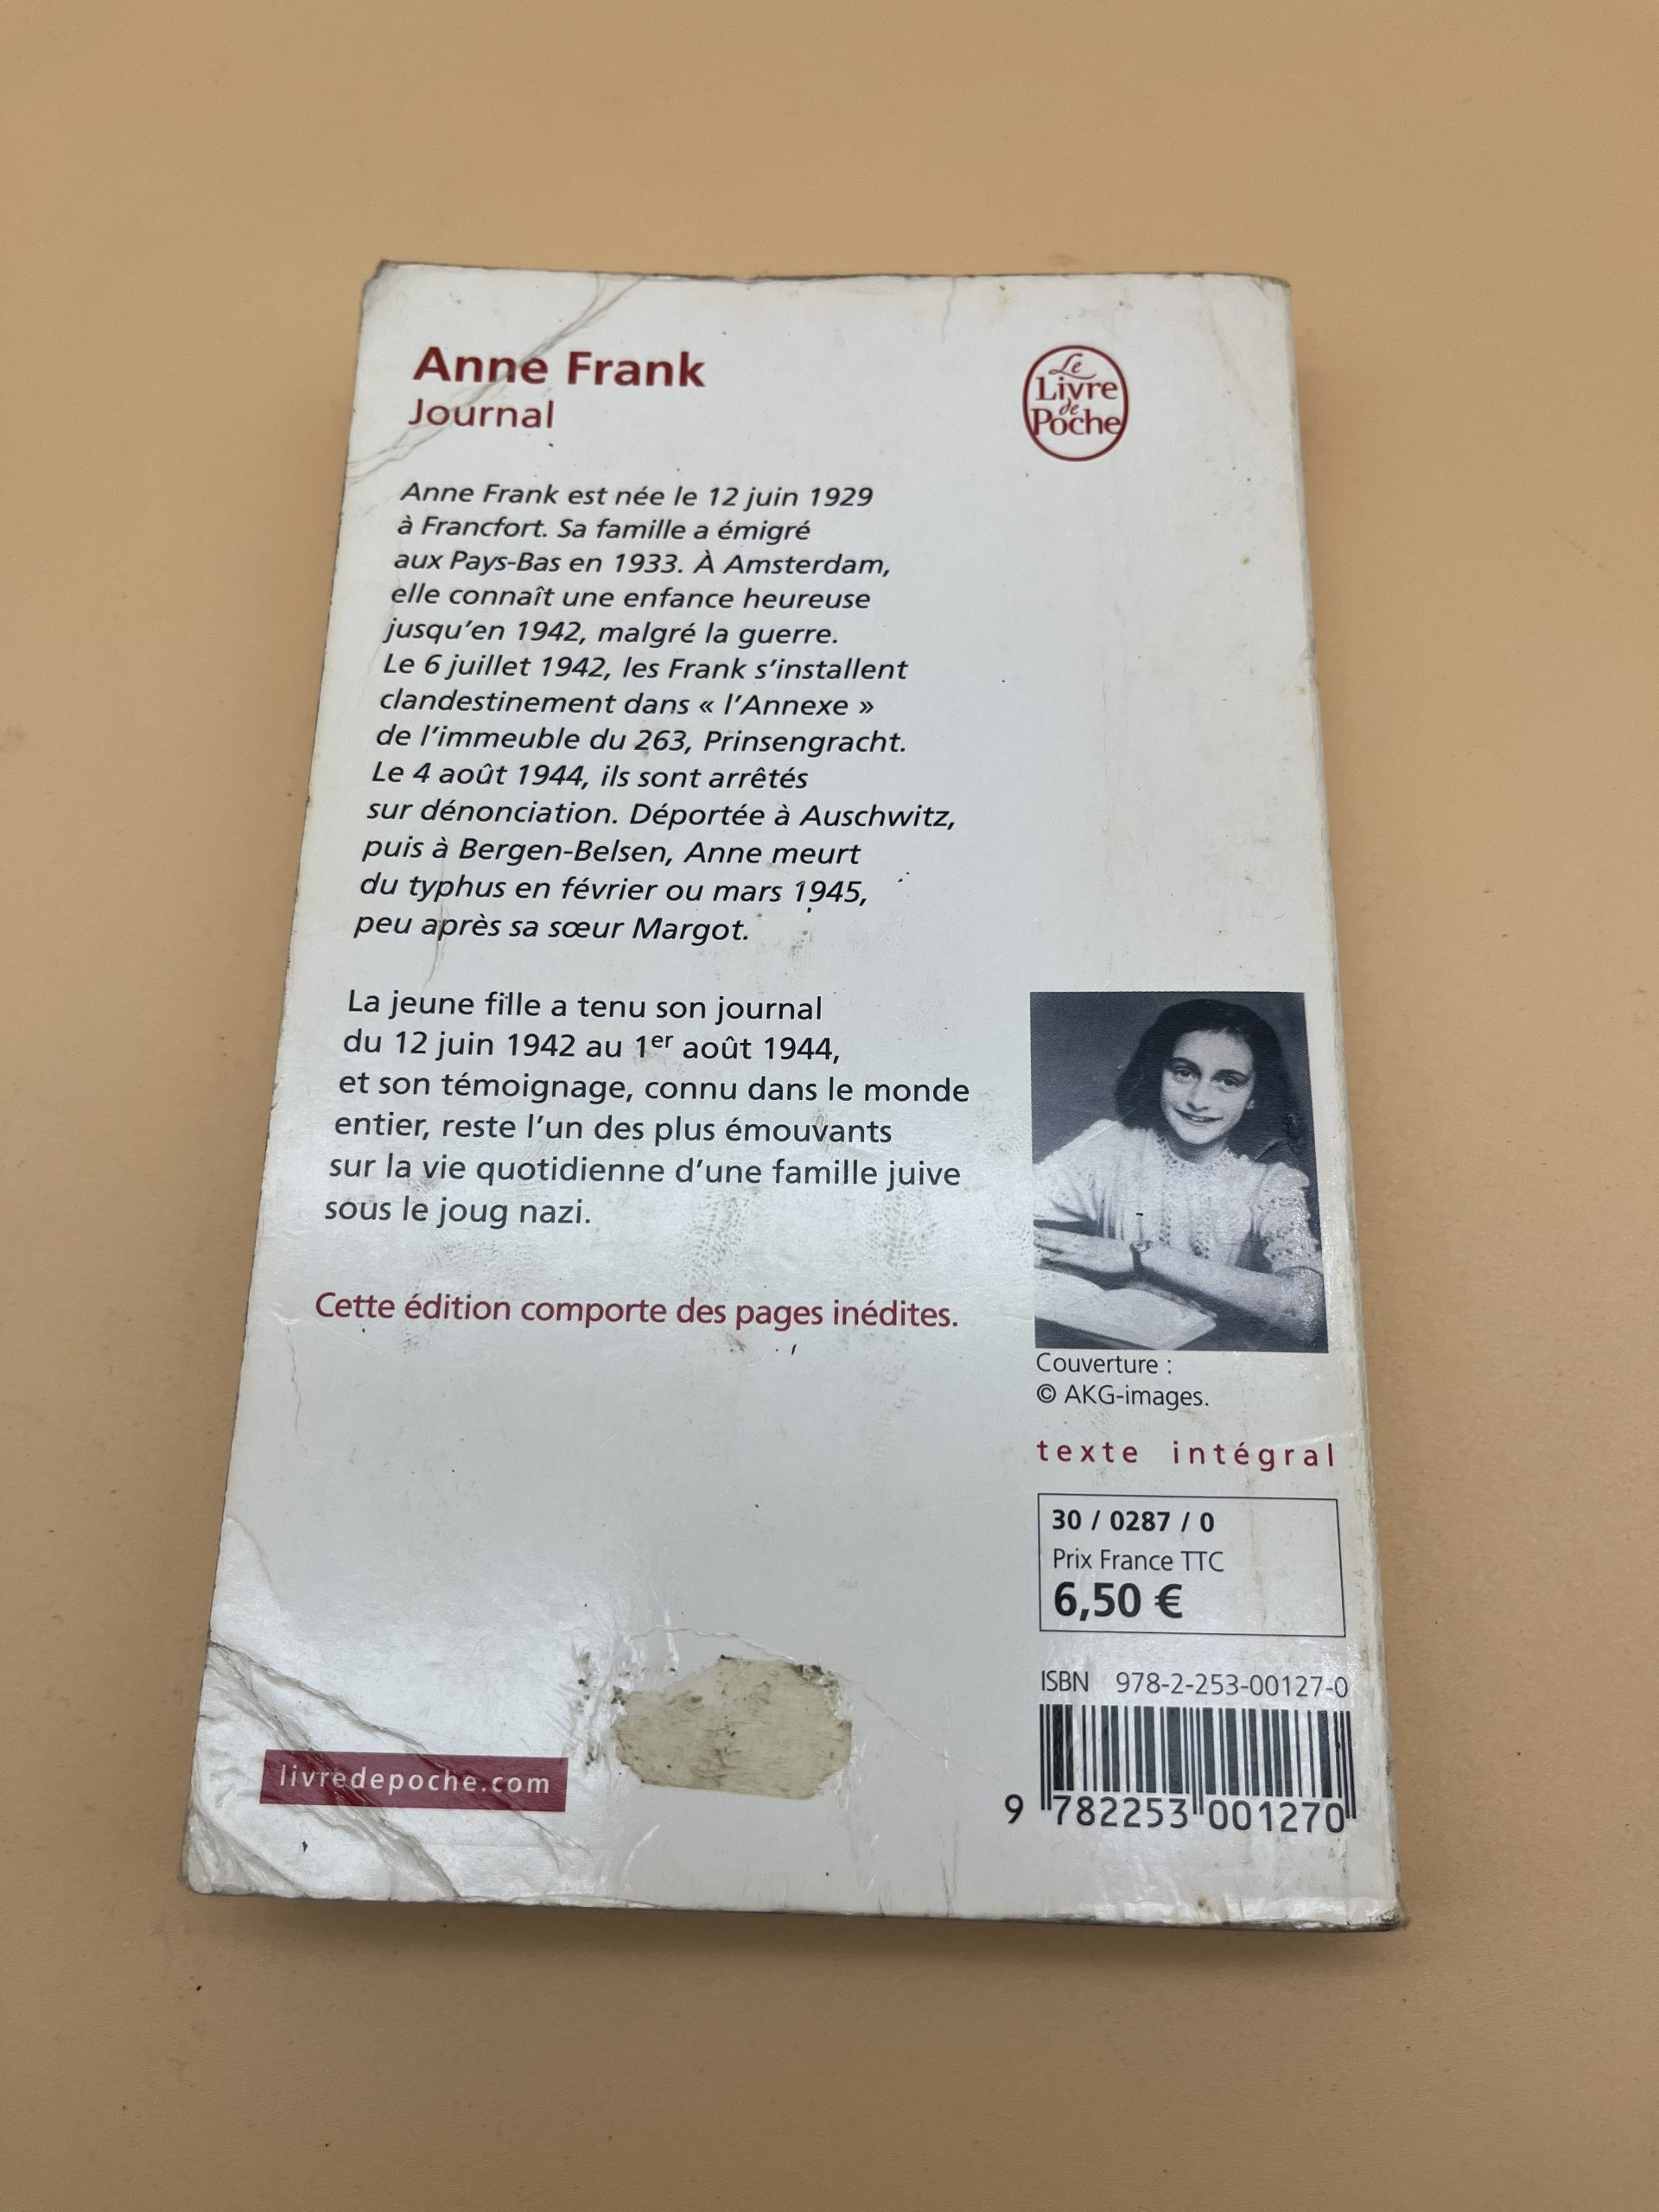 Anne Frank
Journal
Le
Livre
de
Poche
Anne Frank est née le 12 juin 1929
à Francfort. Sa famille a émigré
aux Pays-Bas en 1933. À Amsterdam,
elle connaît une enfance heureuse
jusqu’en 1942, malgré la guerre.
Le 6 juillet 1942, les Frank s’installent
clandestinement dans « l’Annexe »
de l’immeuble du 263, Prinsengracht.
Le 4 août 1944, ils sont arrêtés
sur dénonciation. Déportée à Auschwitz,
puis à Bergen-Belsen, Anne meurt
du typhus en février ou mars 1945,
peu après sa sœur Margot.
La jeune fille a tenu son journal
du 12 juin 1942 au 1er août 1944,
et son témoignage, connu dans le monde
entier, reste l’un des plus émouvants
sur la vie quotidienne d’une famille juive
sous le joug nazi.
Cette édition comporte des pages inédites.
Couverture :
© AKG-images.
texte intégral
30 / 0287 / 0
Prix France TTC
6,50 €
ISBN 978-2-253-00127-0
9 782253 001270
livredepoche.com